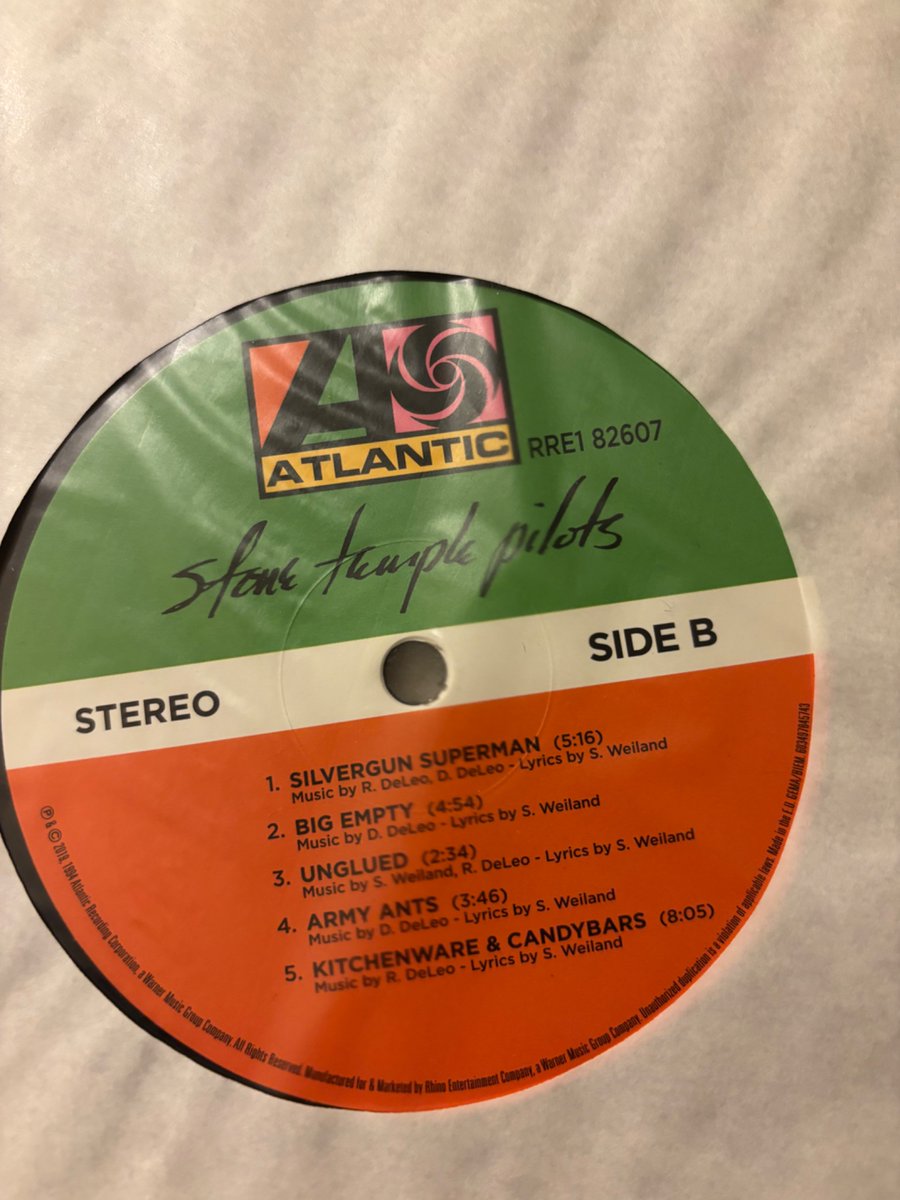 ATLANTIC
RRE1 82607
stone temple pilots
STEREO
SIDE B
1. SILVERGUN SUPERMAN (5:16)
Music by R. DeLeo, D. DeLeo - Lyrics by S. Weiland
2. BIG EMPTY (4:54)
Music by D. DeLeo - Lyrics by S. Weiland
3. UNGLUED (2:34)
Music by S. Weiland, R. DeLeo - Lyrics by S. Weiland
4. ARMY ANTS (3:46)
Music by D. DeLeo - Lyrics by S. Weiland
5. KITCHENWARE & CANDYBARS (8:05)
Music by R. DeLeo - Lyrics by S. Weiland
℗ & © 2019, 1994 Atlantic Recording Corporation, a Warner Music Group Company. All Rights Reserved. Manufactured for & Marketed by Rhino Entertainment Company, a Warner Music Group Company. Unauthorized duplication is a violation of applicable laws. Made in the E.U. GEMA/BIEM. 603497845743